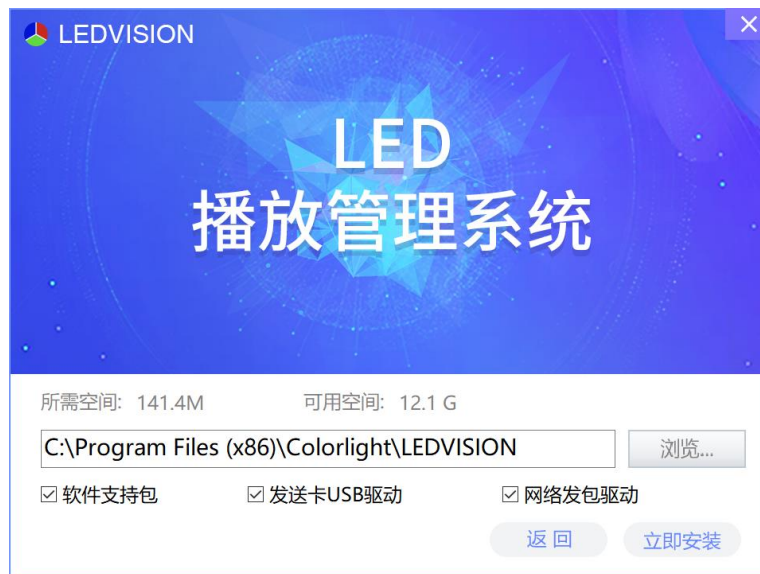 LEDVISION
LED
播放管理系统
所需空间: 141.4M 可用空间: 12.1 G
C:\Program Files (x86)\Colorlight\LEDVISION 浏览...
软件支持包 发送卡USB驱动 网络发包驱动
返回 立即安装